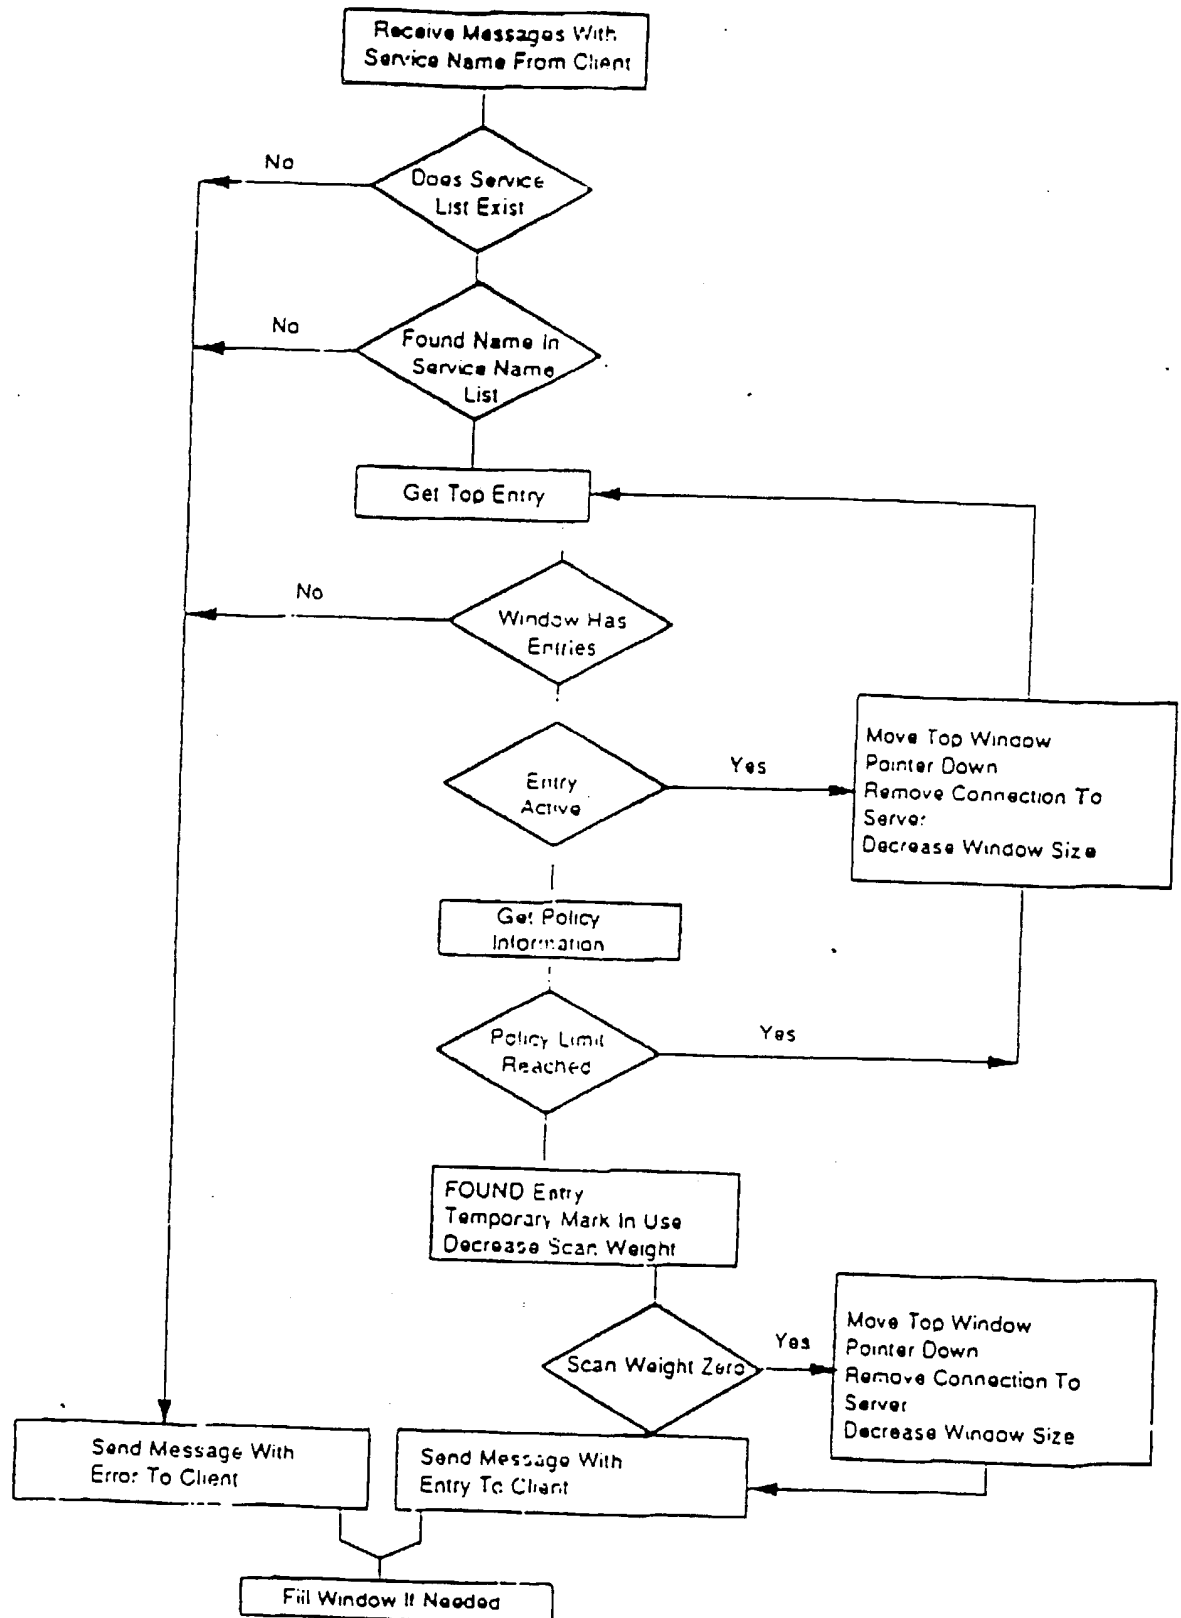 Receive Messages With
Service Name From Client
No
Does Service
List Exist
No
Found Name In
Service Name
List
Get Top Entry
No
Window Has
Entries
Entry
Active
Yes
Move Top Window
Pointer Down
Remove Connection To
Server
Decrease Window Size
Get Policy
Information
Policy Limit
Reached
Yes
FOUND Entry
Temporary Mark In Use
Decrease Scan Weight
Scan Weight Zero
Yes
Move Top Window
Pointer Down
Remove Connection To
Server
Decrease Window Size
Send Message With
Error To Client
Send Message With
Entry To Client
Fill Window If Needed